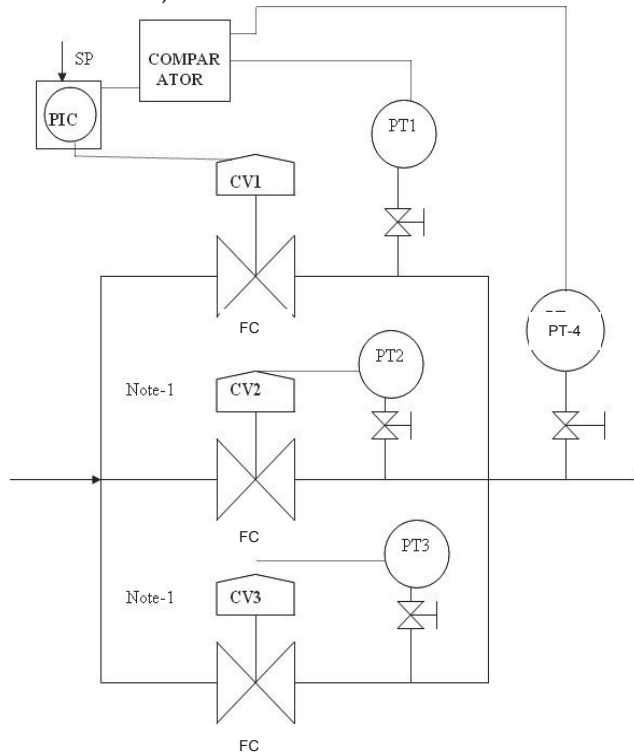 )
SP
COMPAR
ATOR
PIC
PT1
CV1
FC
PT-4
PT2
Note-1
CV2
FC
PT3
Note-1
CV3
FC